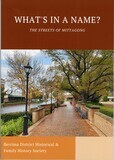 WHAT'S IN A NAME?
THE STREETS OF MITTAGONG
Berrima District Historical &
Family History Society